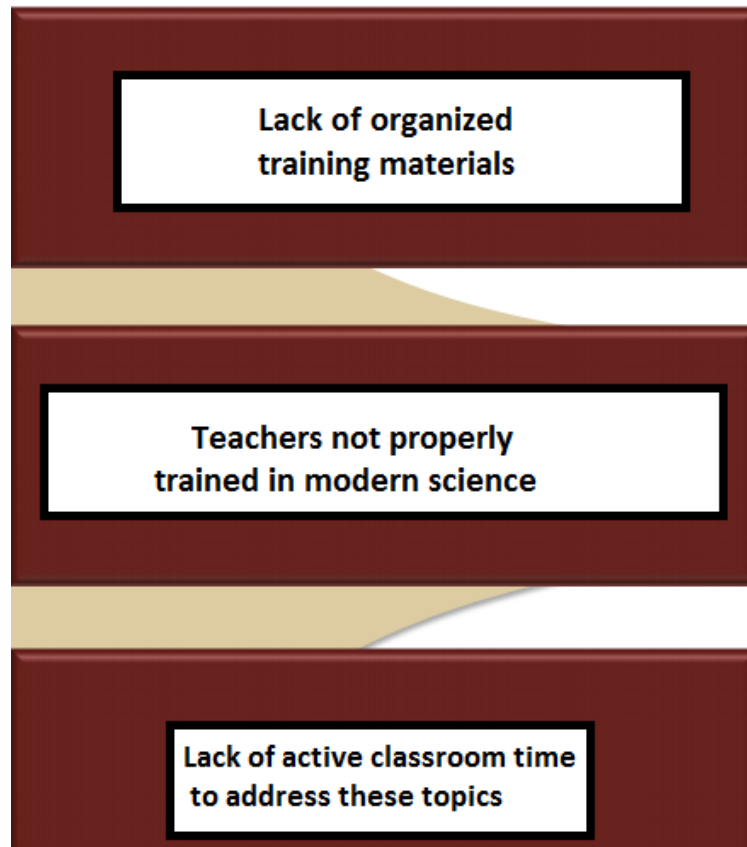 Lack of organized
training materials
Teachers not properly
trained in modern science
Lack of active classroom time
to address these topics